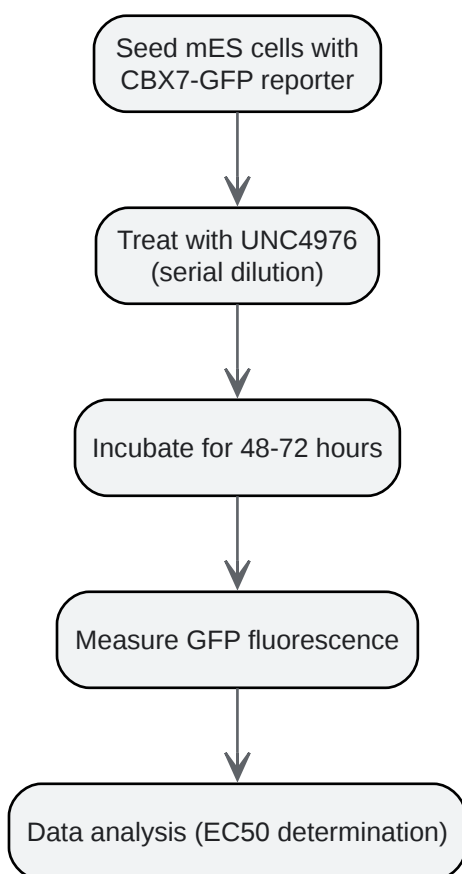 Seed mES cells with
CBX7-GFP reporter
Treat with UNC4976
(serial dilution)
Incubate for 48-72 hours
Measure GFP fluorescence
Data analysis (EC50 determination)